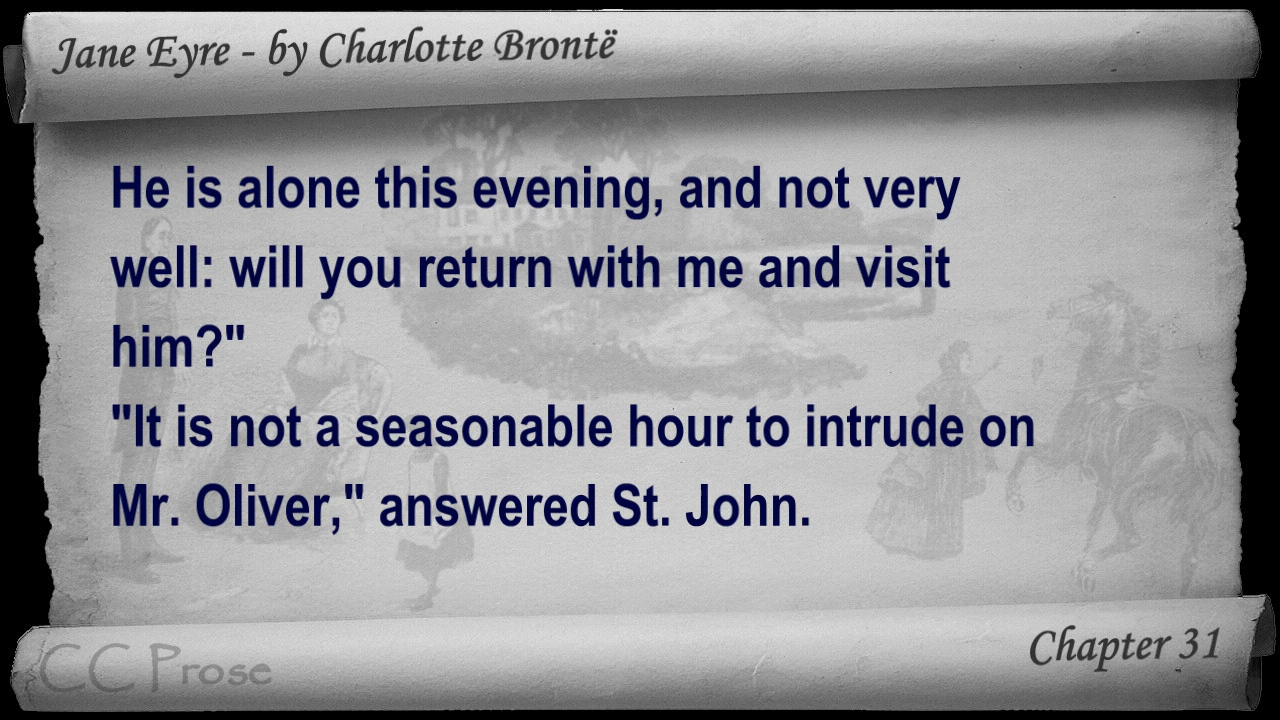 Jane Eyre - by Charlotte Brontë
He is alone this evening, and not very
well: will you return with me and visit
him?"
"It is not a seasonable hour to intrude on
Mr. Oliver," answered St. John.
Chapter 31
CC Prose